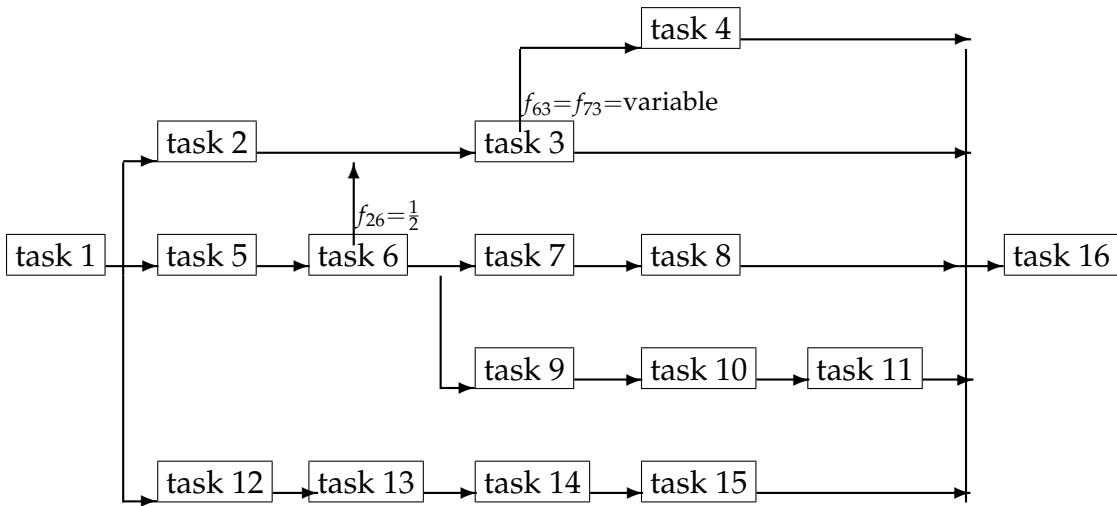 task 4
f63=f73=variable
task 2
task 3
f26=1/2
task 1
task 5
task 6
task 7
task 8
task 16
task 9
task 10
task 11
task 12
task 13
task 14
task 15